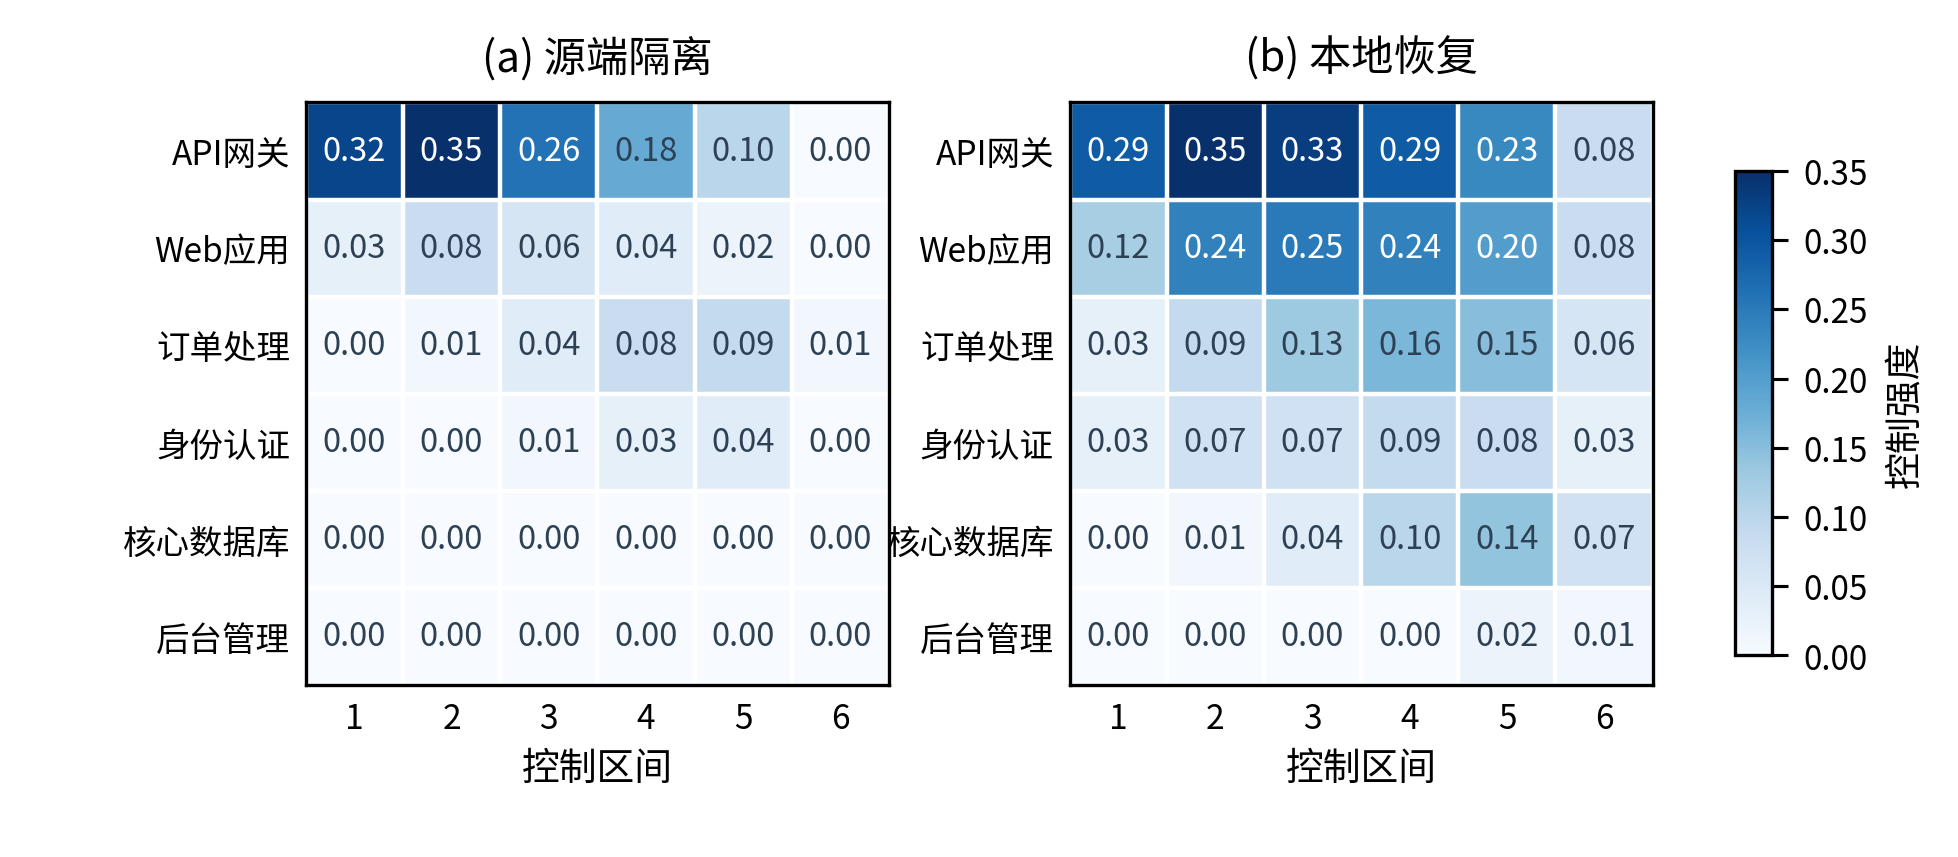 (a) 源端隔离
API网关 0.32 0.35 0.26 0.18 0.10 0.00
Web应用 0.03 0.08 0.06 0.04 0.02 0.00
订单处理 0.00 0.01 0.04 0.08 0.09 0.01
身份认证 0.00 0.00 0.01 0.03 0.04 0.00
核心数据库 0.00 0.00 0.00 0.00 0.00 0.00
后台管理 0.00 0.00 0.00 0.00 0.00 0.00
1 2 3 4 5 6
控制区间
(b) 本地恢复
API网关 0.29 0.35 0.33 0.29 0.23 0.08
Web应用 0.12 0.24 0.25 0.24 0.20 0.08
订单处理 0.03 0.09 0.13 0.16 0.15 0.06
身份认证 0.03 0.07 0.07 0.09 0.08 0.03
核心数据库 0.00 0.01 0.04 0.10 0.14 0.07
后台管理 0.00 0.00 0.00 0.00 0.02 0.01
1 2 3 4 5 6
控制区间
0.35
0.30
0.25
0.20
0.15
0.10
0.05
0.00
控制强度